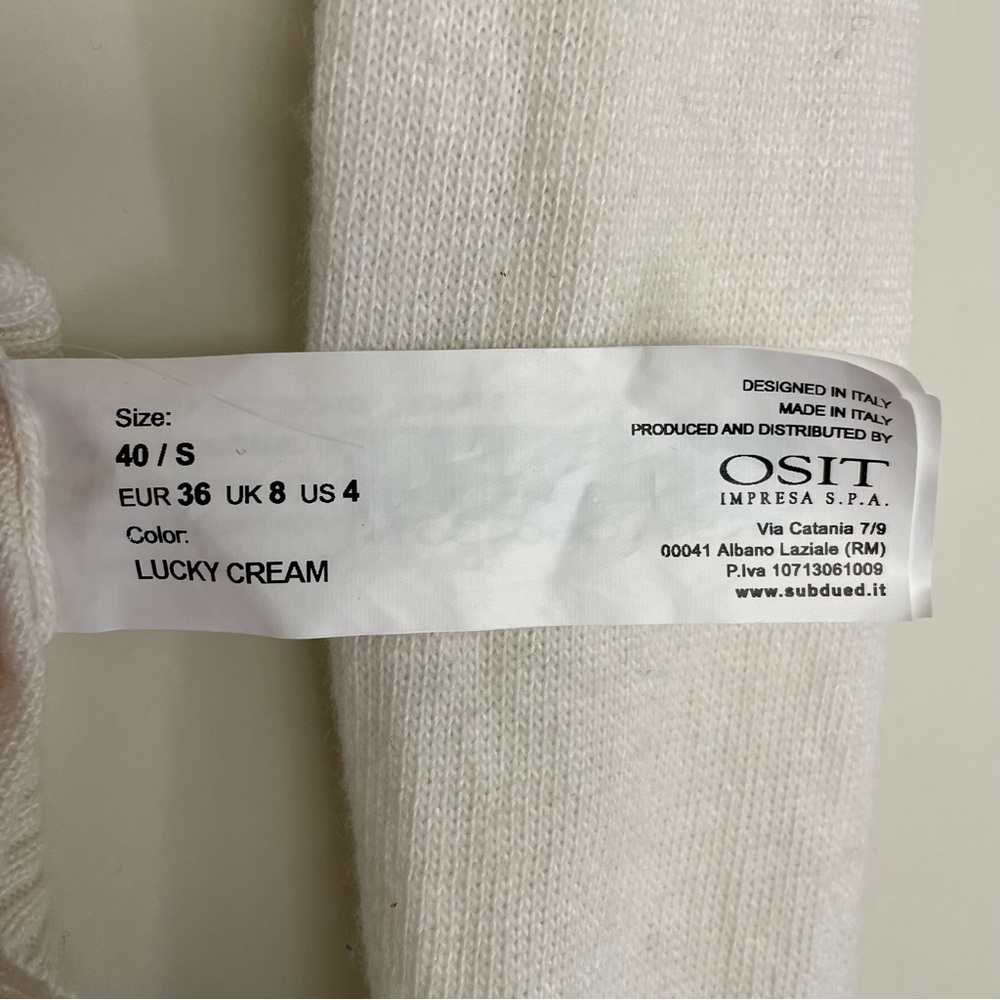 Size:
40 / S
EUR 36 UK 8 US 4
Color:
LUCKY CREAM
DESIGNED IN ITALY
MADE IN ITALY
PRODUCED AND DISTRIBUTED BY
OSIT
IMPRESA S.P.A.
Via Catania 7/9
00041 Albano Laziale (RM)
P.Iva 10713061009
www.subdued.it